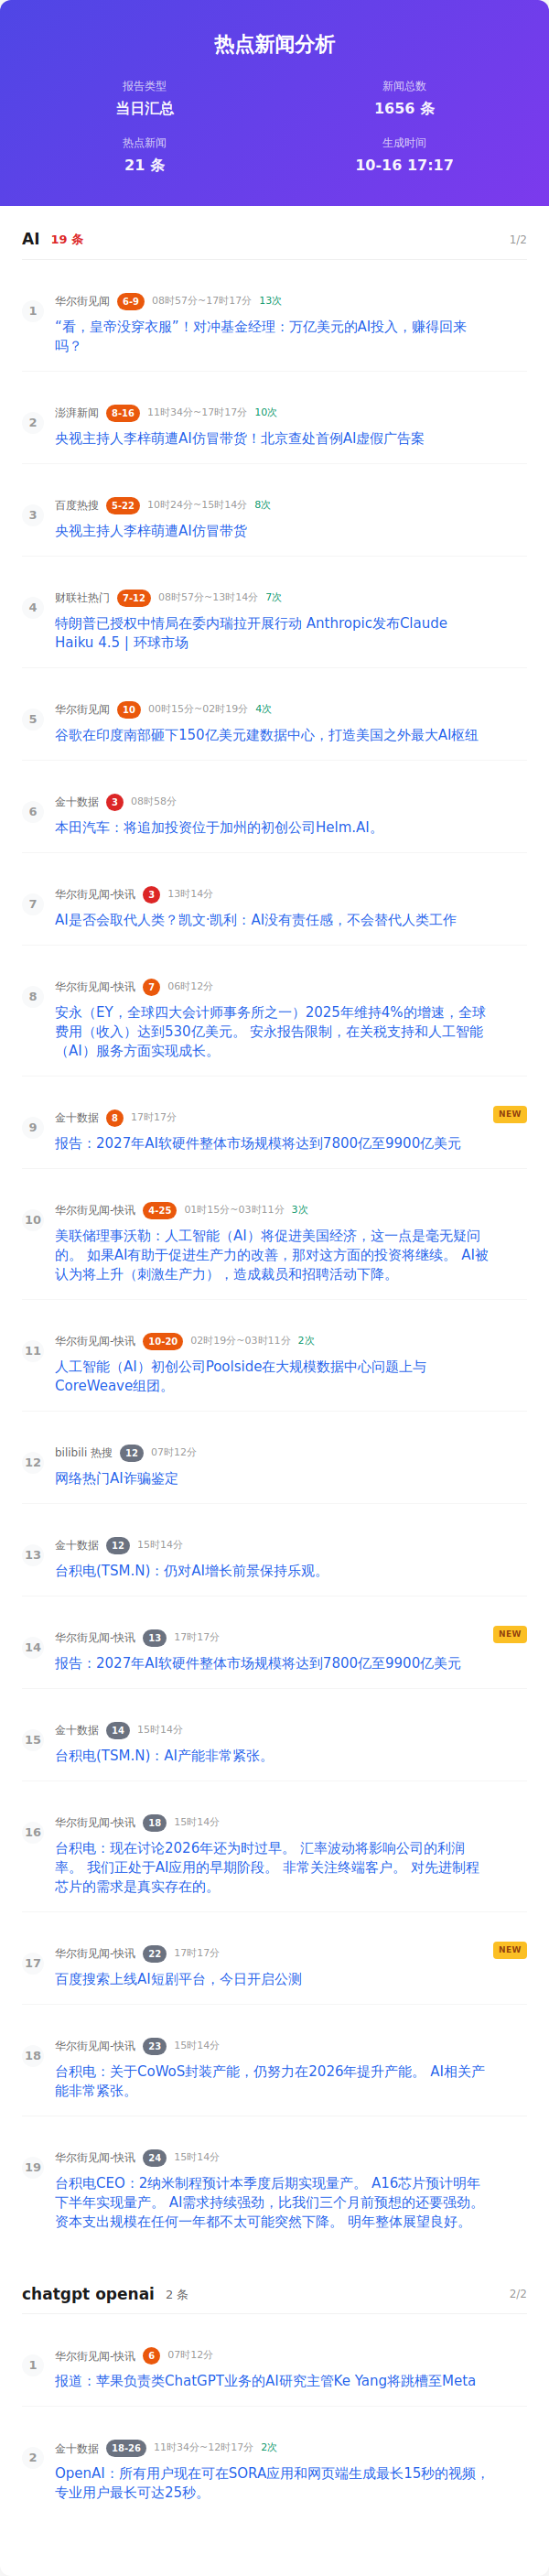 热点新闻分析
报告类型
新闻总数
当日汇总
1656 条
热点新闻
生成时间
21 条
10-16 17:17
AI 19 条 1/2
1
华尔街见闻 6-9 08时57分~17时17分 13次
“看，皇帝没穿衣服”！对冲基金经理：万亿美元的AI投入，赚得回来
吗？
2
澎湃新闻 8-16 11时34分~17时17分 10次
央视主持人李梓萌遭AI仿冒带货！北京查处首例AI虚假广告案
3
百度热搜 5-22 10时24分~15时14分 8次
央视主持人李梓萌遭AI仿冒带货
4
财联社热门 7-12 08时57分~13时14分 7次
特朗普已授权中情局在委内瑞拉开展行动 Anthropic发布Claude
Haiku 4.5 | 环球市场
5
华尔街见闻 10 00时15分~02时19分 4次
谷歌在印度南部砸下150亿美元建数据中心，打造美国之外最大AI枢纽
6
金十数据 3 08时58分
本田汽车：将追加投资位于加州的初创公司Helm.AI。
7
华尔街见闻-快讯 3 13时14分
AI是否会取代人类？凯文·凯利：AI没有责任感，不会替代人类工作
8
华尔街见闻-快讯 7 06时12分
安永（EY，全球四大会计师事务所之一）2025年维持4%的增速，全球
费用（收入）达到530亿美元。 安永报告限制，在关税支持和人工智能
（AI）服务方面实现成长。
9
金十数据 8 17时17分
NEW
报告：2027年AI软硬件整体市场规模将达到7800亿至9900亿美元
10
华尔街见闻-快讯 4-25 01时15分~03时11分 3次
美联储理事沃勒：人工智能（AI）将促进美国经济，这一点是毫无疑问
的。 如果AI有助于促进生产力的改善，那对这方面的投资将继续。 AI被
认为将上升（刺激生产力），造成裁员和招聘活动下降。
11
华尔街见闻-快讯 10-20 02时19分~03时11分 2次
人工智能（AI）初创公司Poolside在大规模数据中心问题上与
CoreWeave组团。
12
bilibili 热搜 12 07时12分
网络热门AI诈骗鉴定
13
金十数据 12 15时14分
台积电(TSM.N)：仍对AI增长前景保持乐观。
14
华尔街见闻-快讯 13 17时17分
NEW
报告：2027年AI软硬件整体市场规模将达到7800亿至9900亿美元
15
金十数据 14 15时14分
台积电(TSM.N)：AI产能非常紧张。
16
华尔街见闻-快讯 18 15时14分
台积电：现在讨论2026年还为时过早。 汇率波动将影响公司的利润
率。 我们正处于AI应用的早期阶段。 非常关注终端客户。 对先进制程
芯片的需求是真实存在的。
17
华尔街见闻-快讯 22 17时17分
NEW
百度搜索上线AI短剧平台，今日开启公测
18
华尔街见闻-快讯 23 15时14分
台积电：关于CoWoS封装产能，仍努力在2026年提升产能。 AI相关产
能非常紧张。
19
华尔街见闻-快讯 24 15时14分
台积电CEO：2纳米制程预计本季度后期实现量产。 A16芯片预计明年
下半年实现量产。 AI需求持续强劲，比我们三个月前预想的还要强劲。
资本支出规模在任何一年都不太可能突然下降。 明年整体展望良好。
chatgpt openai 2 条 2/2
1
华尔街见闻-快讯 6 07时12分
报道：苹果负责类ChatGPT业务的AI研究主管Ke Yang将跳槽至Meta
2
金十数据 18-26 11时34分~12时17分 2次
OpenAI：所有用户现在可在SORA应用和网页端生成最长15秒的视频，
专业用户最长可达25秒。